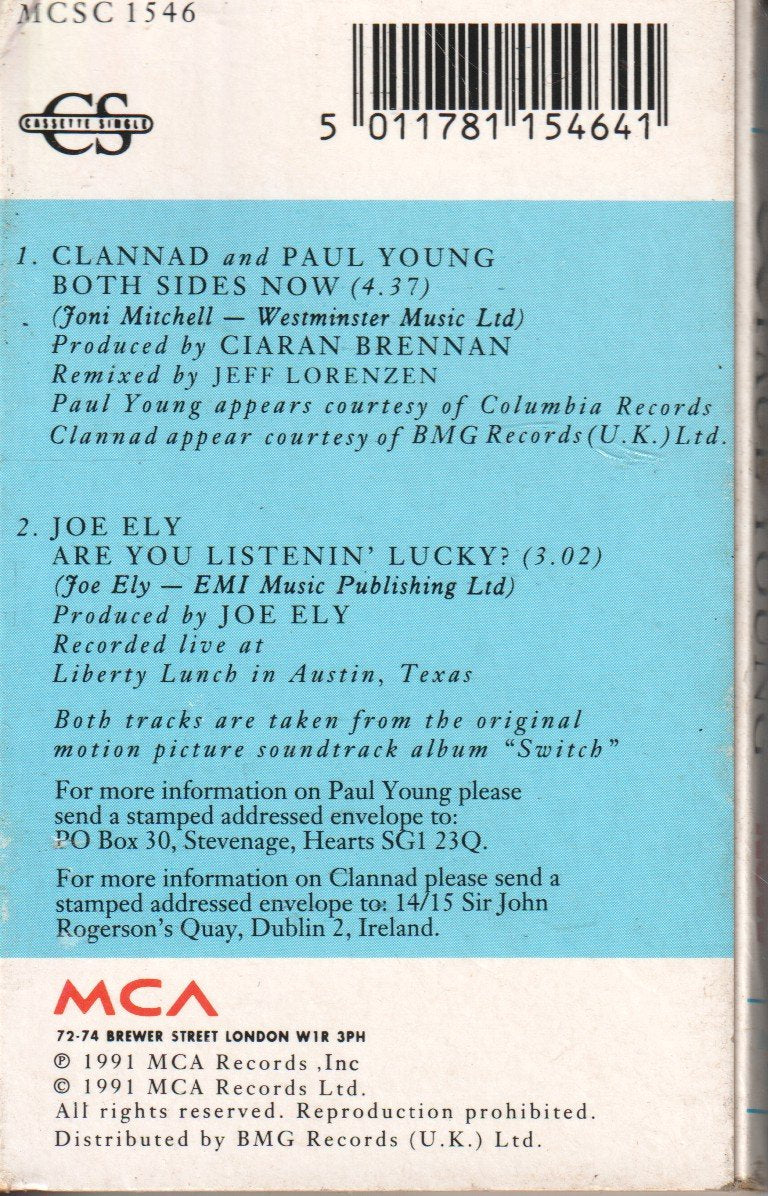 MCSC 1546
CS
CASSETTE SINGLE
5 011781 154641
1. CLANNAD and PAUL YOUNG
BOTH SIDES NOW (4.37)
(Joni Mitchell — Westminster Music Ltd)
Produced by CIARAN BRENNAN
Remixed by JEFF LORENZEN
Paul Young appears courtesy of Columbia Records
Clannad appear courtesy of BMG Records (U.K.) Ltd.
2. JOE ELY
ARE YOU LISTENIN' LUCKY? (3.02)
(Joe Ely — EMI Music Publishing Ltd)
Produced by JOE ELY
Recorded live at
Liberty Lunch in Austin, Texas
Both tracks are taken from the original
motion picture soundtrack album “Switch”
For more information on Paul Young please
send a stamped addressed envelope to:
PO Box 30, Stevenage, Hearts SG1 23Q.
For more information on Clannad please send a
stamped addressed envelope to: 14/15 Sir John
Rogerson's Quay, Dublin 2, Ireland.
MCA
72-74 BREWER STREET LONDON W1R 3PH
℗ 1991 MCA Records ,Inc
© 1991 MCA Records Ltd.
All rights reserved. Reproduction prohibited.
Distributed by BMG Records (U.K.) Ltd.